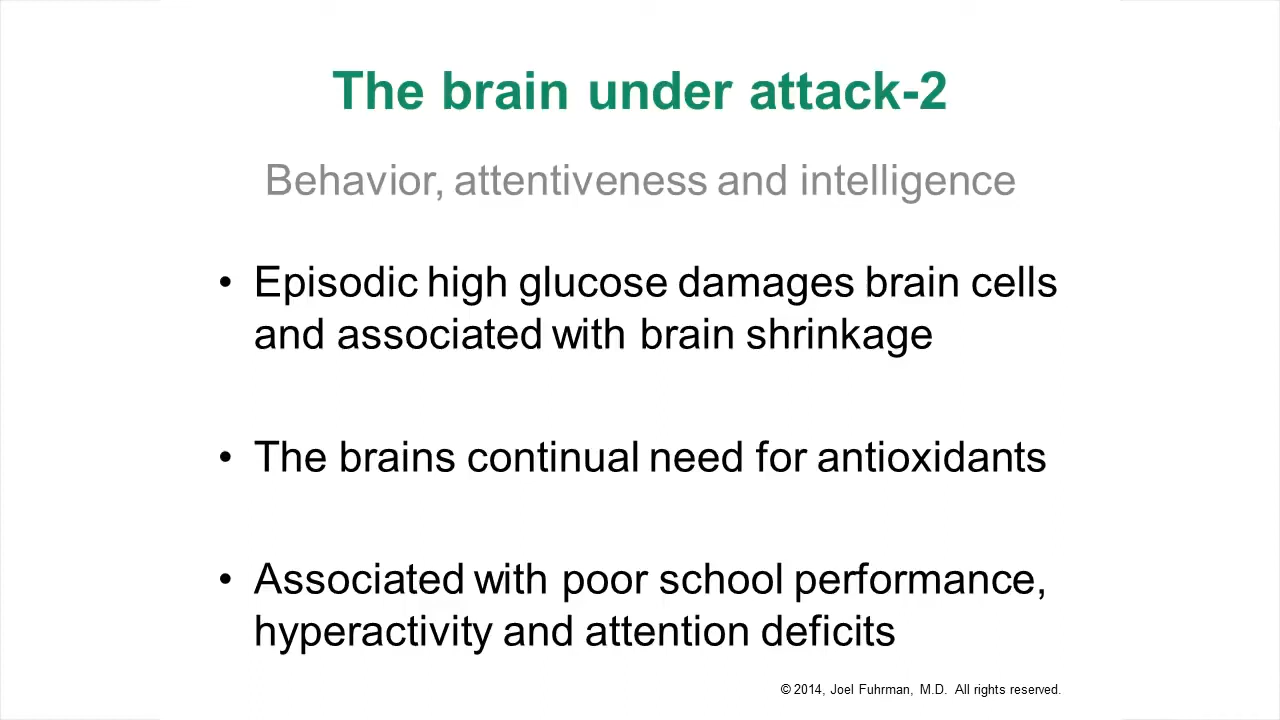 The brain under attack-2
Behavior, attentiveness and intelligence
• Episodic high glucose damages brain cells
and associated with brain shrinkage
• The brains continual need for antioxidants
• Associated with poor school performance,
hyperactivity and attention deficits
© 2014, Joel Fuhrman, M.D. All rights reserved.